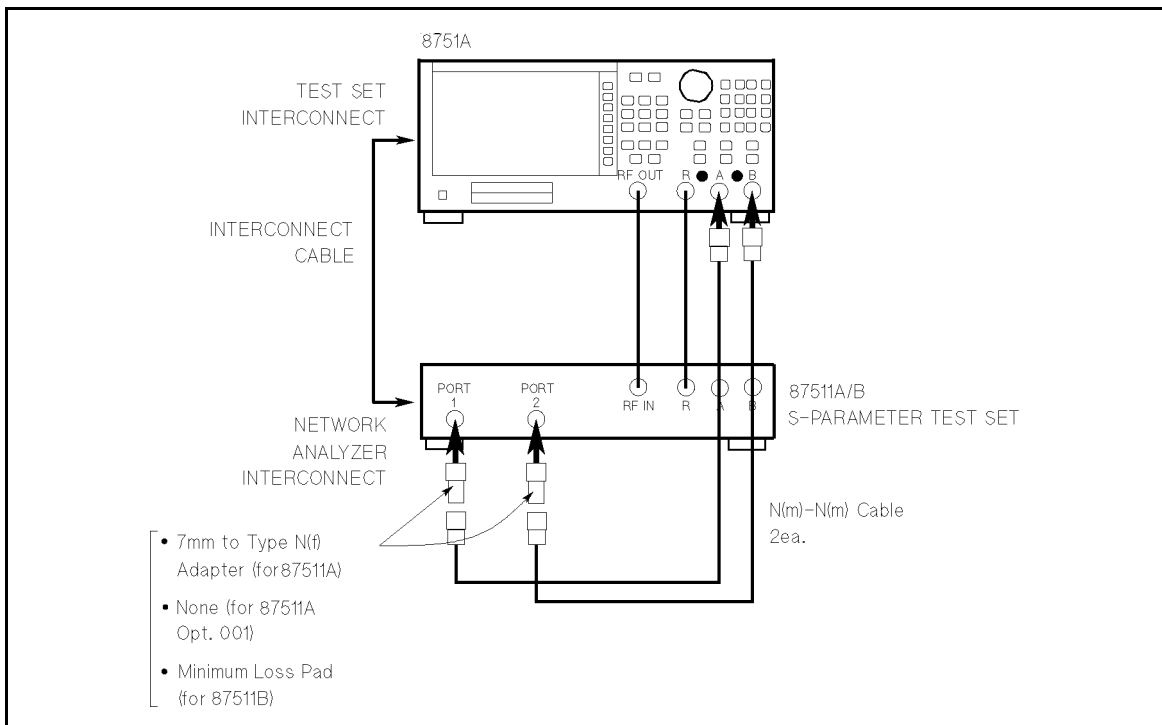 8751A
TEST SET
INTERCONNECT
RF OUT R A B
INTERCONNECT
CABLE
PORT
1
PORT
2
RF IN R A B
87511A/B
S-PARAMETER TEST SET
NETWORK
ANALYZER
INTERCONNECT
N(m)-N(m) Cable
2ea.
• 7mm to Type N(f)
Adapter (for87511A)
• None (for 87511A
Opt. 001)
• Minimum Loss Pad
(for 87511B)